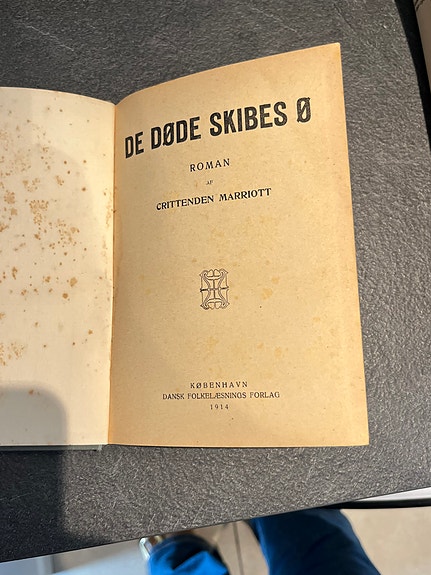 DE DØDE SKIBES Ø
ROMAN
AF
CRITTENDEN MARRIOTT
KØBENHAVN
DANSK FOLKELÆSNINGS FORLAG
1914